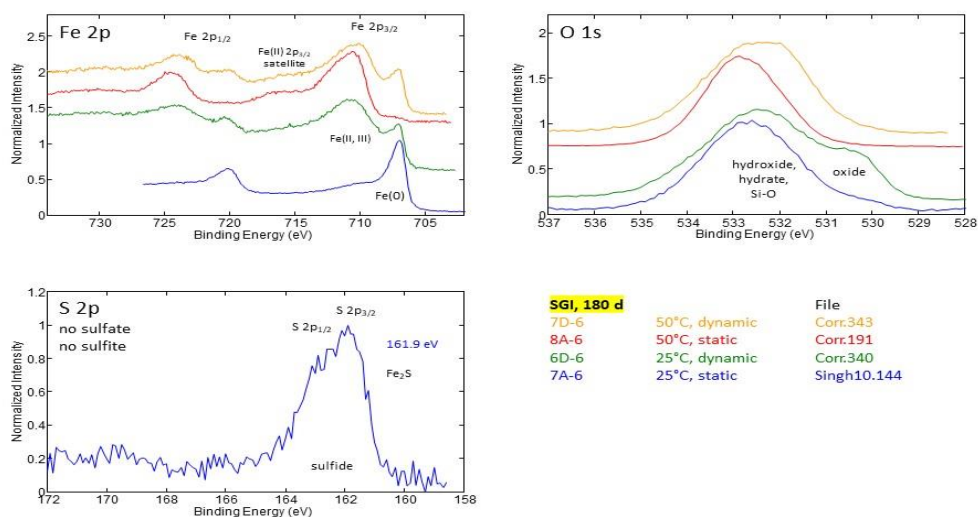 Fe 2p
Fe 2p1/2
Fe 2p3/2
Fe(II) 2p3/2
satellite
Fe(II, III)
Fe(O)
Normalized Intensity
2.5
2
1.5
1
0.5
0
730
725
720
715
710
705
Binding Energy (eV)
O 1s
hydroxide,
hydrate,
Si-O
oxide
Normalized Intensity
2
1.5
1
0.5
0
537
536
535
534
533
532
531
530
529
528
Binding Energy (eV)
S 2p
no sulfate
no sulfite
S 2p3/2
S 2p1/2
161.9 eV
Fe2S
sulfide
Normalized Intensity
1.2
1
0.8
0.6
0.4
0.2
0
172
170
168
166
164
162
160
158
Binding Energy (eV)
SGI, 180 d File
7D-6 50°C, dynamic Corr.343
8A-6 50°C, static Corr.191
6D-6 25°C, dynamic Corr.340
7A-6 25°C, static Singh10.144